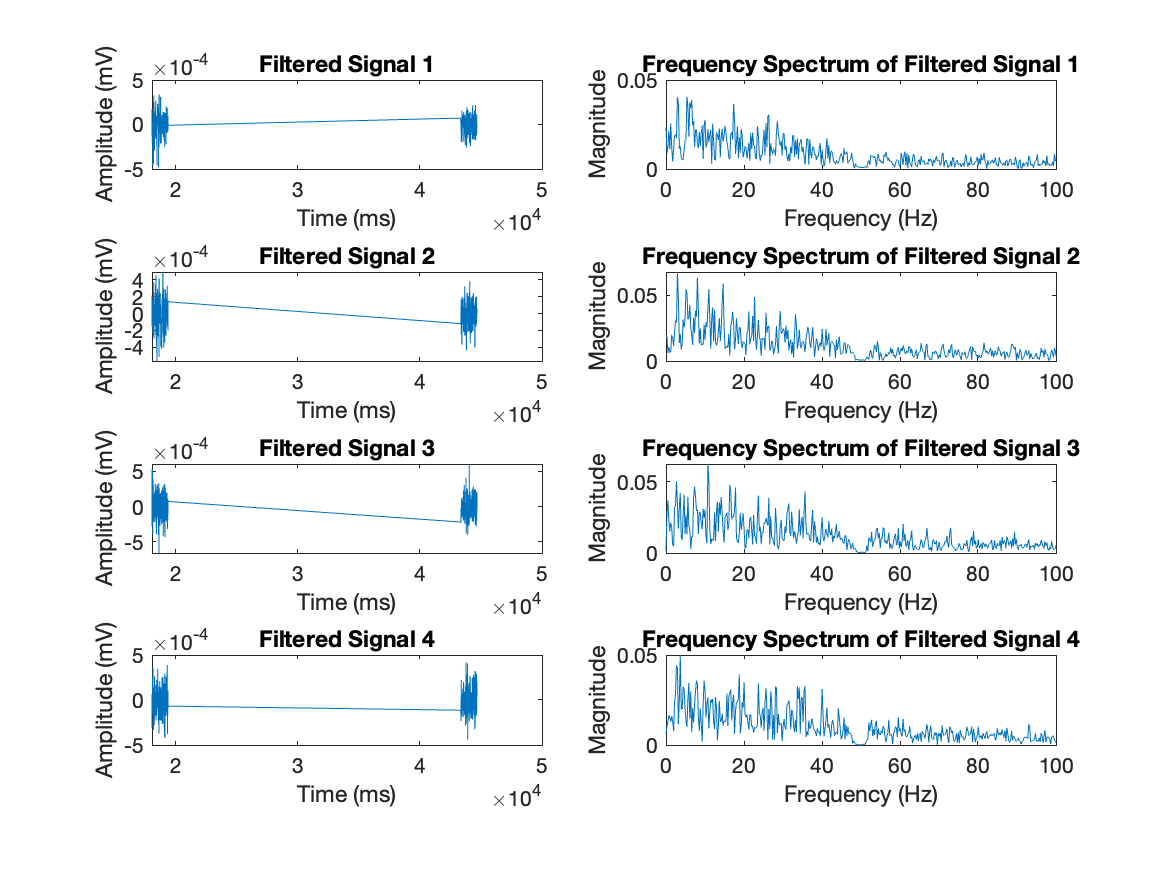 Filtered Signal 1
×10-4
Amplitude (mV)
5
0
-5
2 3 4 5
Time (ms)
×104
Frequency Spectrum of Filtered Signal 1
Magnitude
0.05
0
0 20 40 60 80 100
Frequency (Hz)
Filtered Signal 2
×10-4
Amplitude (mV)
4
2
0
-2
-4
2 3 4 5
Time (ms)
×104
Frequency Spectrum of Filtered Signal 2
Magnitude
0.05
0
0 20 40 60 80 100
Frequency (Hz)
Filtered Signal 3
×10-4
Amplitude (mV)
5
0
-5
2 3 4 5
Time (ms)
×104
Frequency Spectrum of Filtered Signal 3
Magnitude
0.05
0
0 20 40 60 80 100
Frequency (Hz)
Filtered Signal 4
×10-4
Amplitude (mV)
5
0
-5
2 3 4 5
Time (ms)
×104
Frequency Spectrum of Filtered Signal 4
Magnitude
0.05
0
0 20 40 60 80 100
Frequency (Hz)